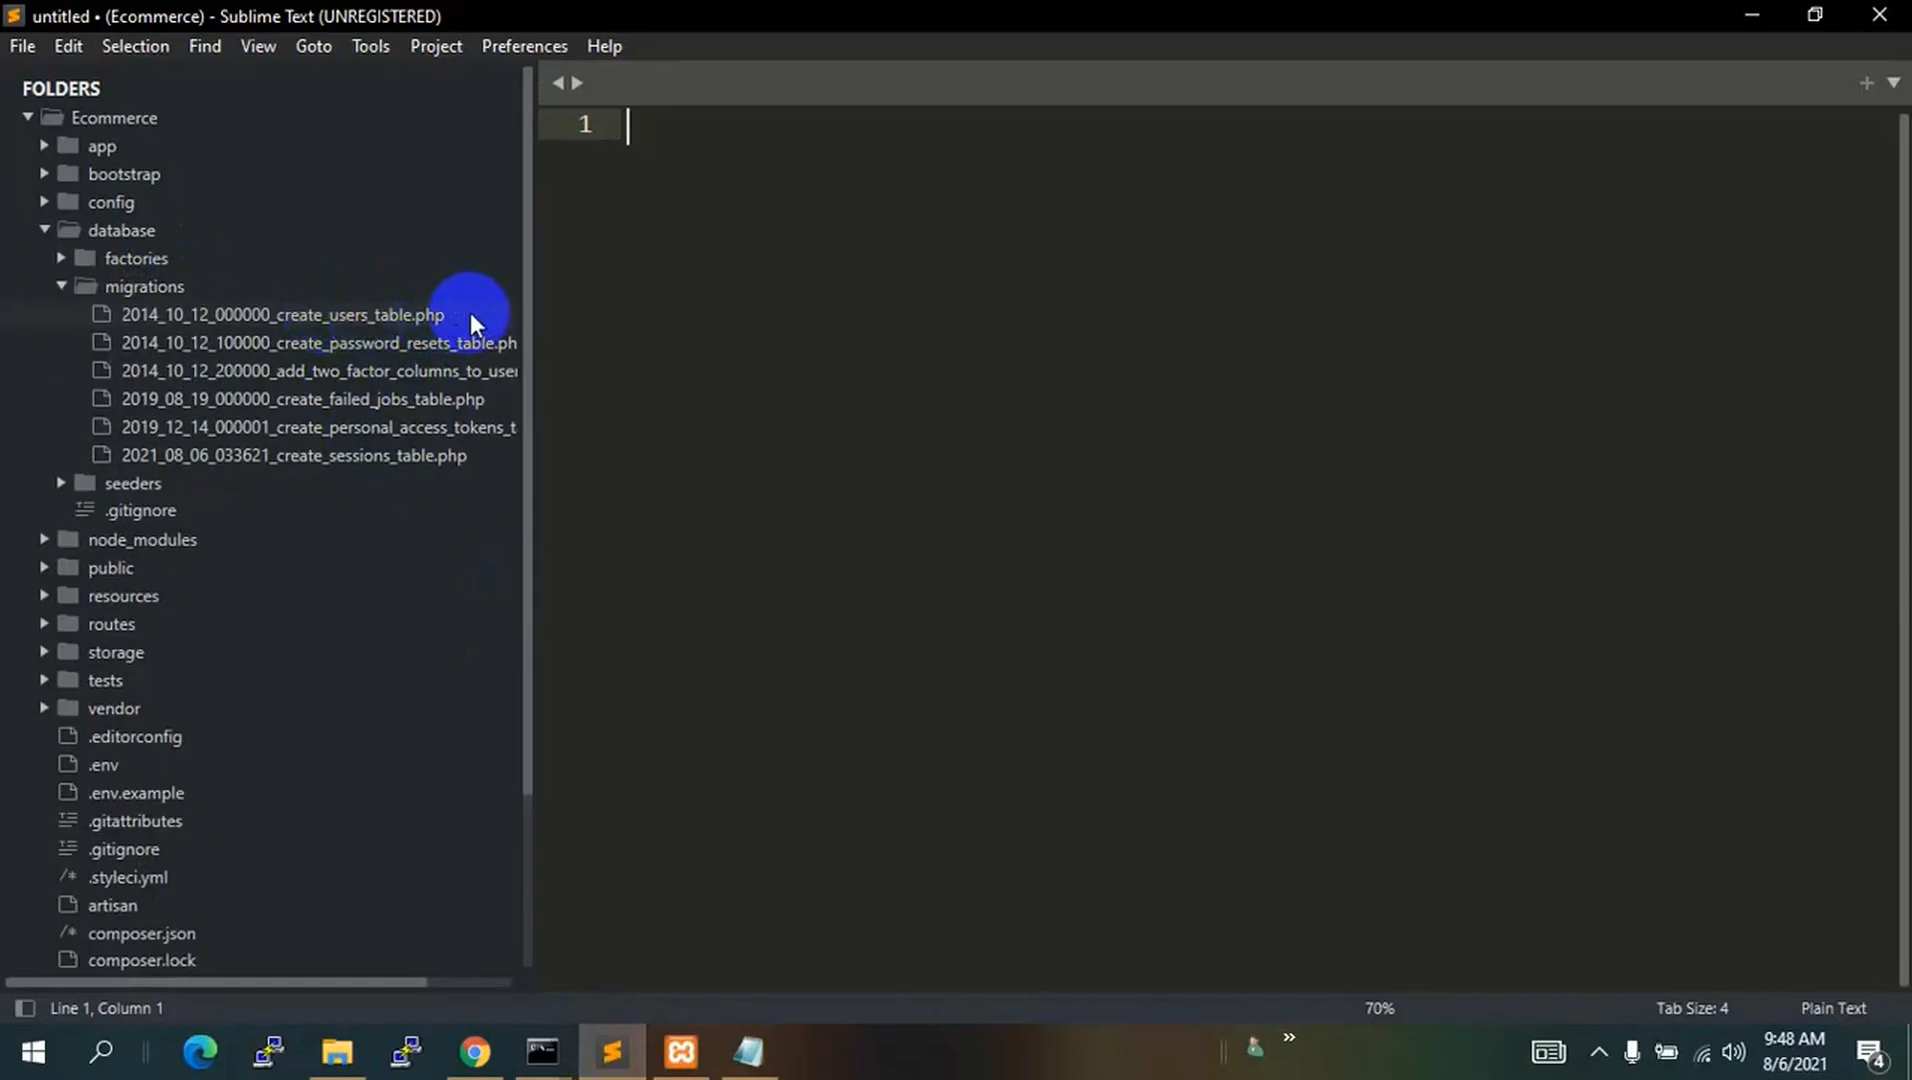 untitled • (Ecommerce) - Sublime Text (UNREGISTERED)
File Edit Selection Find View Goto Tools Project Preferences Help
FOLDERS
Ecommerce
app
bootstrap
config
database
factories
migrations
2014_10_12_000000_create_users_table.php
2014_10_12_100000_create_password_resets_table.ph
2014_10_12_200000_add_two_factor_columns_to_user
2019_08_19_000000_create_failed_jobs_table.php
2019_12_14_000001_create_personal_access_tokens_t
2021_08_06_033621_create_sessions_table.php
seeders
.gitignore
node_modules
public
resources
routes
storage
tests
vendor
.editorconfig
.env
.env.example
.gitattributes
.gitignore
.styleci.yml
artisan
composer.json
composer.lock
1
Line 1, Column 1
70%
Tab Size: 4
Plain Text
9:48 AM
8/6/2021
4